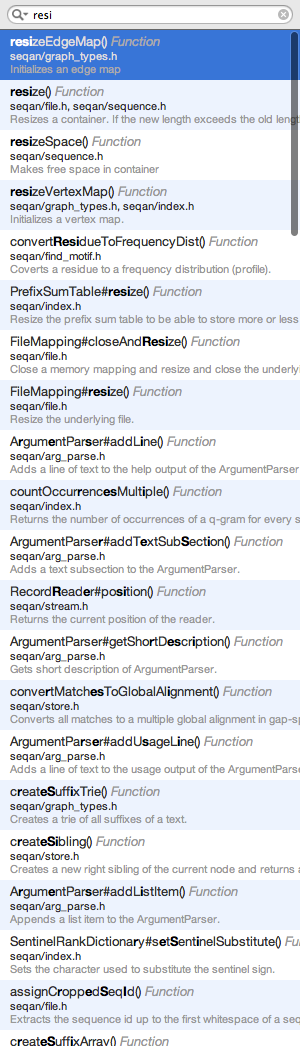 resi
resizeEdgeMap() Function
seqan/graph_types.h
Initializes an edge map
resize() Function
seqan/file.h, seqan/sequence.h
Resizes a container. If the new length exceeds the old leng
resizeSpace() Function
seqan/sequence.h
Makes free space in container
resizeVertexMap() Function
seqan/graph_types.h, seqan/index.h
Initializes a vertex map.
convertResidueToFrequencyDist() Function
seqan/find_motif.h
Coverts a residue to a frequency distribution (profile).
PrefixSumTable#resize() Function
seqan/index.h
Resize the prefix sum table to be able to store more or less
FileMapping#closeAndResize() Function
seqan/file.h
Close a memory mapping and resize and close the underlyi
FileMapping#resize() Function
seqan/file.h
Resize the underlying file.
ArgumentParser#addLine() Function
seqan/arg_parse.h
Adds a line of text to the help output of the ArgumentParser
countOccurrencesMultiple() Function
seqan/index.h
Returns the number of occurrences of a q-gram for every s
ArgumentParser#addTextSubSection() Function
seqan/arg_parse.h
Adds a text subsection to the ArgumentParser.
RecordReader#position() Function
seqan/stream.h
Returns the current position of the reader.
ArgumentParser#getShortDescription() Function
seqan/arg_parse.h
Gets short description of ArgumentParser.
convertMatchesToGlobalAlignment() Function
seqan/store.h
Converts all matches to a multiple global alignment in gap-sp
ArgumentParser#addUsageLine() Function
seqan/arg_parse.h
Adds a line of text to the usage output of the ArgumentParse
createSuffixTrie() Function
seqan/graph_types.h
Creates a trie of all suffixes of a text.
createSibling() Function
seqan/store.h
Creates a new right sibling of the current node and returns a
ArgumentParser#addListItem() Function
seqan/arg_parse.h
Appends a list item to the ArgumentParser.
SentinelRankDictionary#setSentinelSubstitute() Fu
seqan/index.h
Sets the character used to substitute the sentinel sign.
assignCroppedSeqId() Function
seqan/file.h
Extracts the sequence id up to the first whitespace of a seq
createSuffixArray() Function